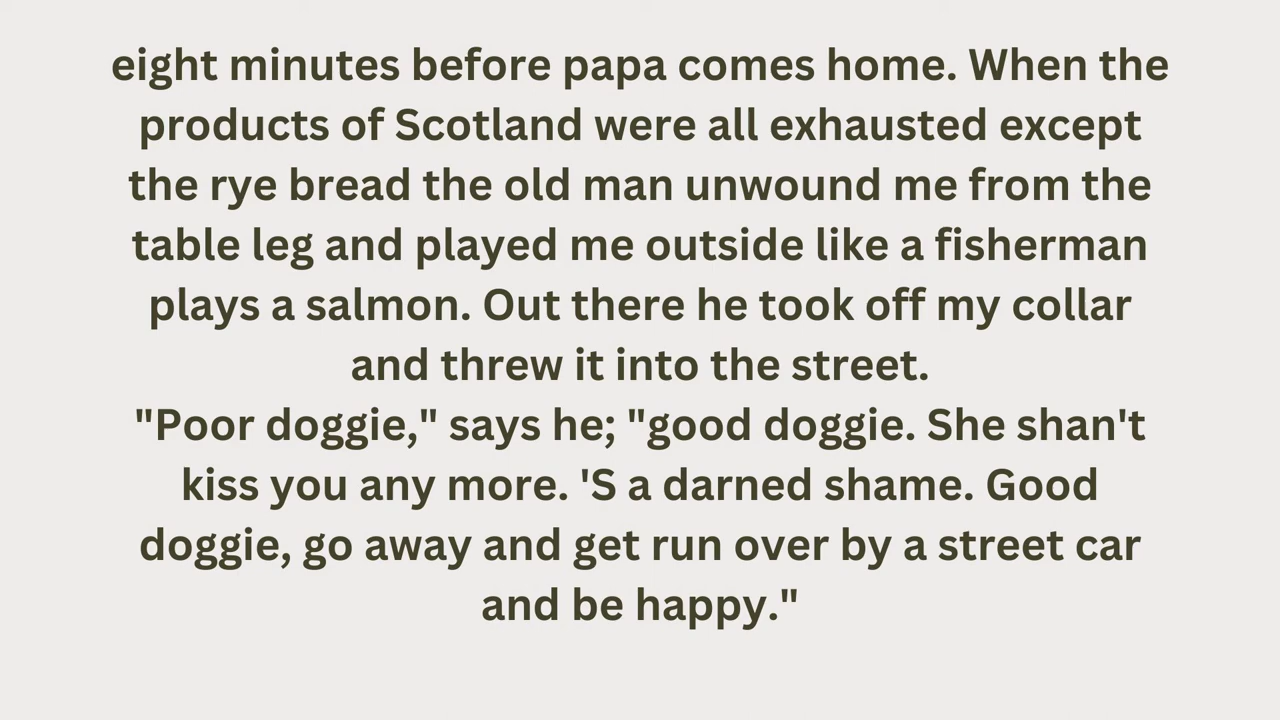 eight minutes before papa comes home. When the
products of Scotland were all exhausted except
the rye bread the old man unwound me from the
table leg and played me outside like a fisherman
plays a salmon. Out there he took off my collar
and threw it into the street.
"Poor doggie," says he; "good doggie. She shan't
kiss you any more. 'S a darned shame. Good
doggie, go away and get run over by a street car
and be happy."